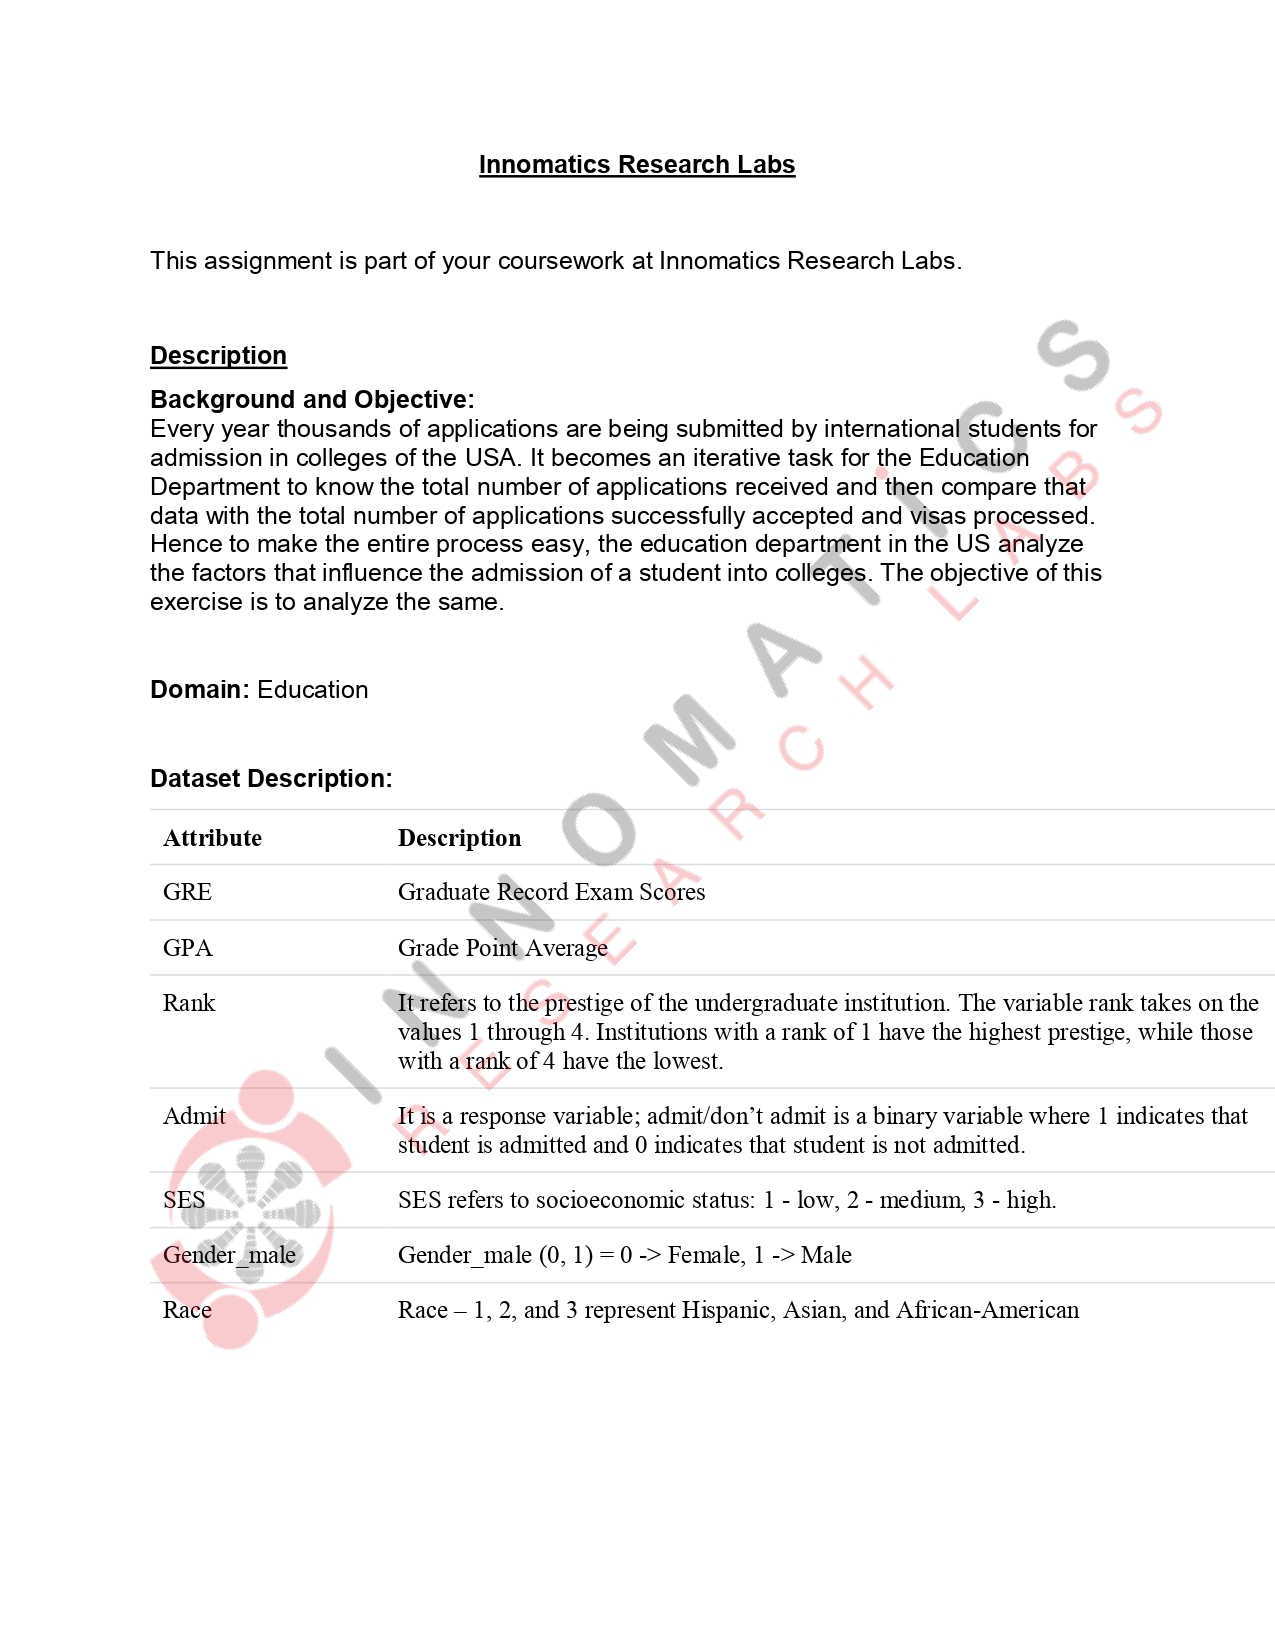 Innomatics Research Labs
This assignment is part of your coursework at Innomatics Research Labs.
Description
Background and Objective:
Every year thousands of applications are being submitted by international students for
admission in colleges of the USA. It becomes an iterative task for the Education
Department to know the total number of applications received and then compare that
data with the total number of applications successfully accepted and visas processed.
Hence to make the entire process easy, the education department in the US analyze
the factors that influence the admission of a student into colleges. The objective of this
exercise is to analyze the same.
Domain: Education
Dataset Description:
Attribute Description
GRE Graduate Record Exam Scores
GPA Grade Point Average
Rank It refers to the prestige of the undergraduate institution. The variable rank takes on the
values 1 through 4. Institutions with a rank of 1 have the highest prestige, while those
with a rank of 4 have the lowest.
Admit It is a response variable; admit/don’t admit is a binary variable where 1 indicates that
student is admitted and 0 indicates that student is not admitted.
SES SES refers to socioeconomic status: 1 - low, 2 - medium, 3 - high.
Gender_male Gender_male (0, 1) = 0 -> Female, 1 -> Male
Race Race – 1, 2, and 3 represent Hispanic, Asian, and African-American
INNOMATICS
RESEARCH LABS